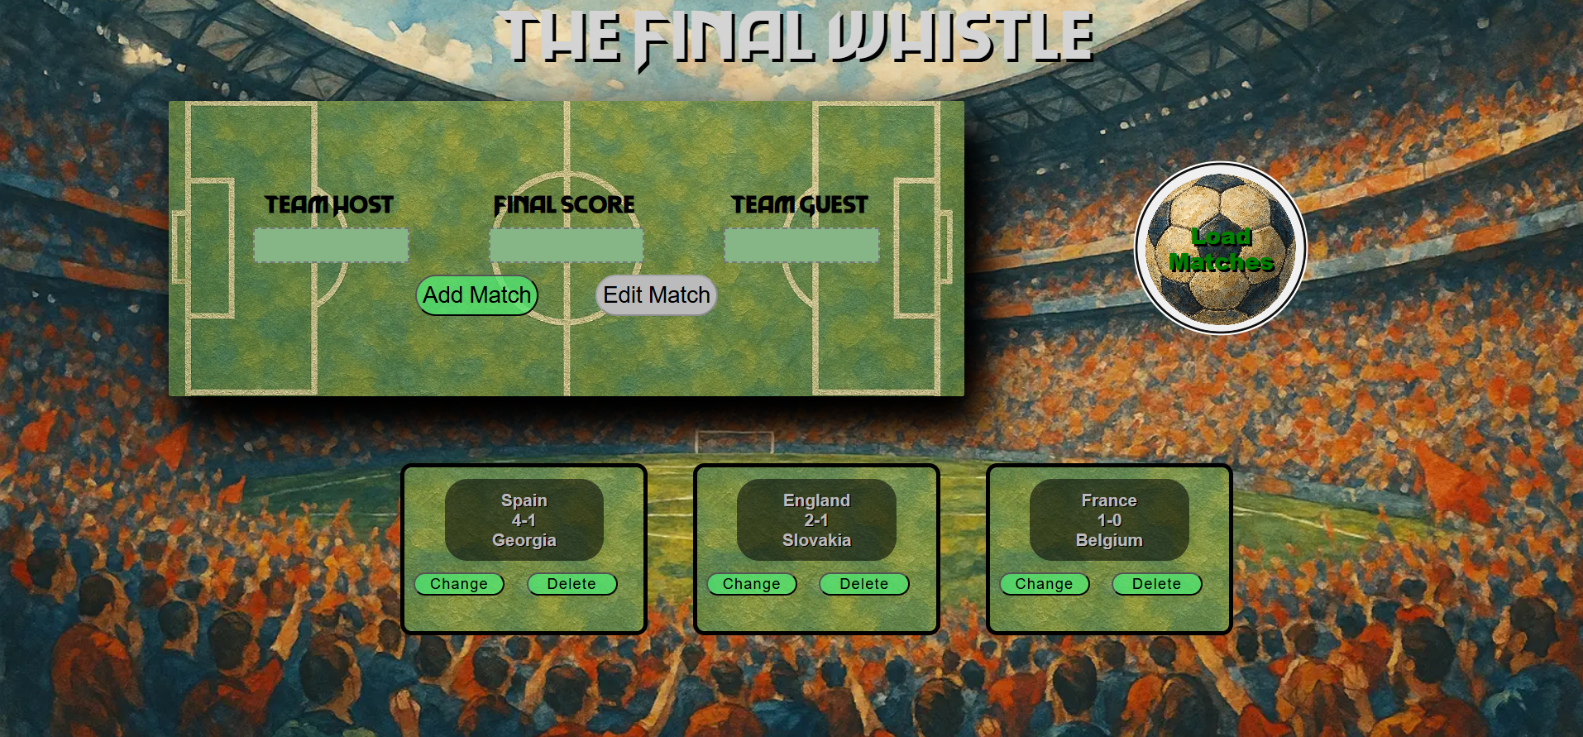 THE FINAL WHISTLE
TEAM HOST
FINAL SCORE
TEAM GUEST
Add Match
Edit Match
Load
Matches
Spain
4-1
Georgia
Change
Delete
England
2-1
Slovakia
Change
Delete
France
1-0
Belgium
Change
Delete